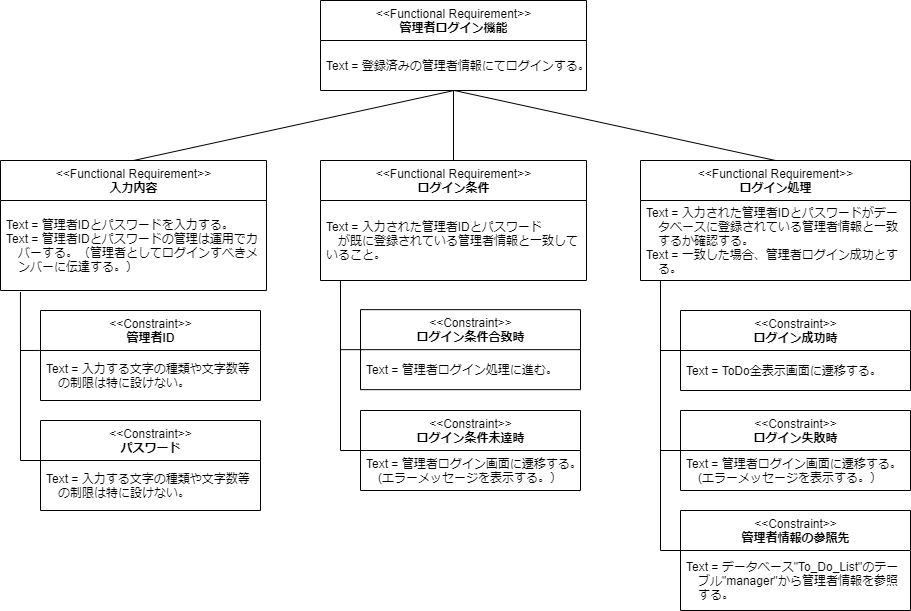 <<Functional Requirement>>
管理者ログイン機能
Text = 登録済みの管理者情報にてログインする。
<<Functional Requirement>>
入力内容
Text = 管理者IDとパスワードを入力する。
Text = 管理者IDとパスワードの管理は運用でカ
バーする。（管理者としてログインすべきメ
ンバーに伝達する。）
<<Constraint>>
管理者ID
Text = 入力する文字の種類や文字数等
の制限は特に設けない。
<<Constraint>>
パスワード
Text = 入力する文字の種類や文字数等
の制限は特に設けない。
<<Functional Requirement>>
ログイン条件
Text = 入力された管理者IDとパスワード
が既に登録されている管理者情報と一致して
いること。
<<Constraint>>
ログイン条件合致時
Text = 管理者ログイン処理に進む。
<<Constraint>>
ログイン条件未達時
Text = 管理者ログイン画面に遷移する。
(エラーメッセージを表示する。）
<<Functional Requirement>>
ログイン処理
Text = 入力された管理者IDとパスワードがデー
タベースに登録されている管理者情報と一致
するか確認する。
Text = 一致した場合、管理者ログイン成功とす
る。
<<Constraint>>
ログイン成功時
Text = ToDo全表示画面に遷移する。
<<Constraint>>
ログイン失敗時
Text = 管理者ログイン画面に遷移する。
(エラーメッセージを表示する。）
<<Constraint>>
管理者情報の参照先
Text = データベース"To_Do_List"のテー
ブル"manager"から管理者情報を参照
する。